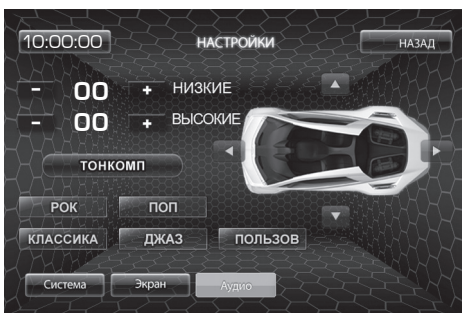 10:00:00 НАСТРОЙКИ НАЗАД
- 00 + НИЗКИЕ
- 00 + ВЫСОКИЕ
ТОНКОМП
РОК ПОП
КЛАССИКА ДЖАЗ ПОЛЬЗОВ
Система Экран Аудио